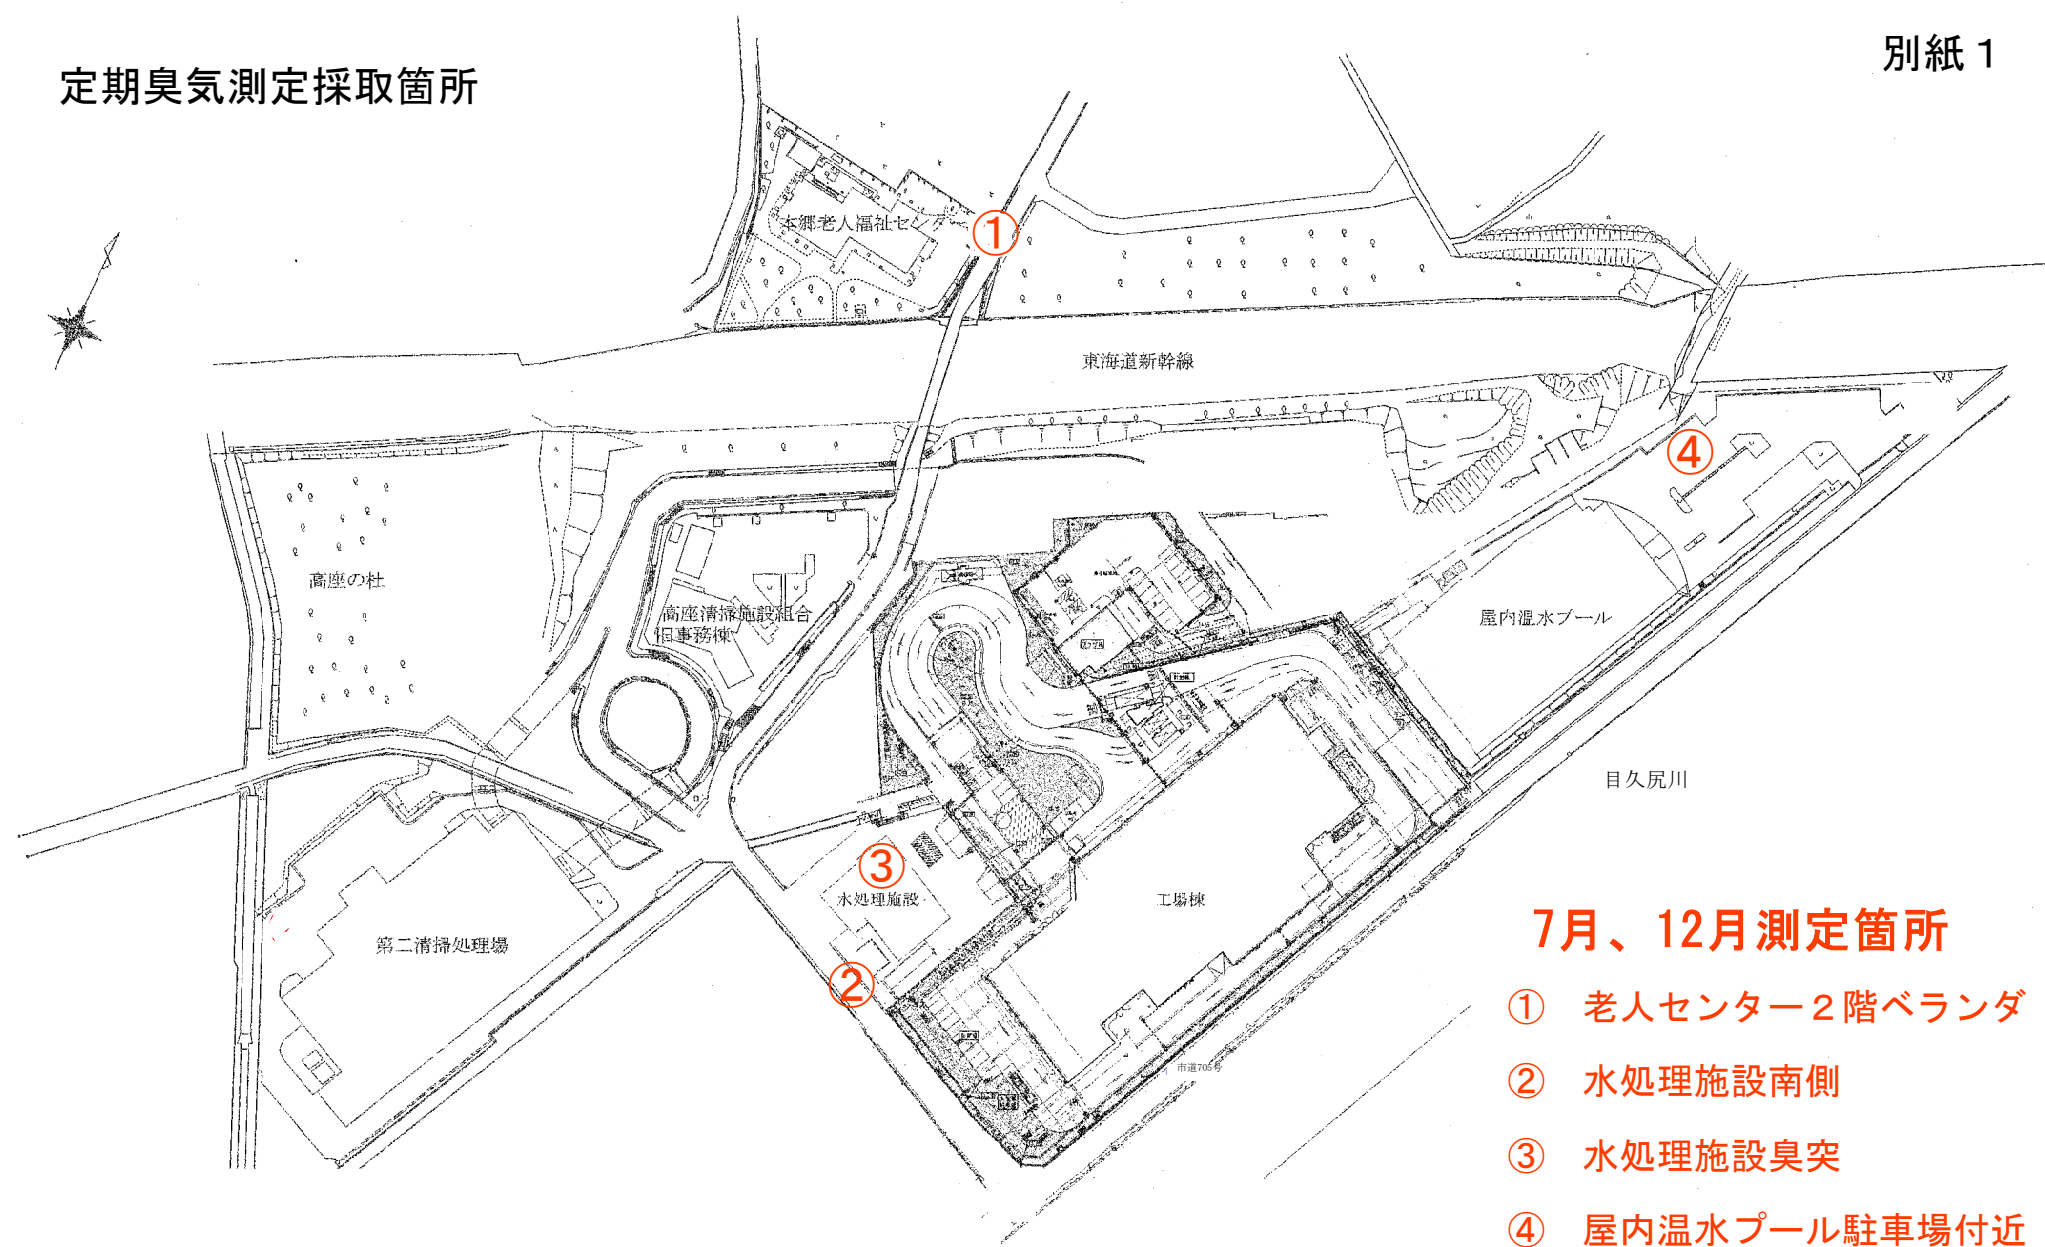 別紙１
定期臭気測定採取箇所
本郷老人福祉センター
①
東海道新幹線
④
高座の杜
高座清掃施設組合
旧事務棟
屋内温水プール
目久尻川
③
水処理施設
工場棟
第二清掃処理場
②
市道705号
7月、12月測定箇所
①　老人センター２階ベランダ
②　水処理施設南側
③　水処理施設臭突
④　屋内温水プール駐車場付近